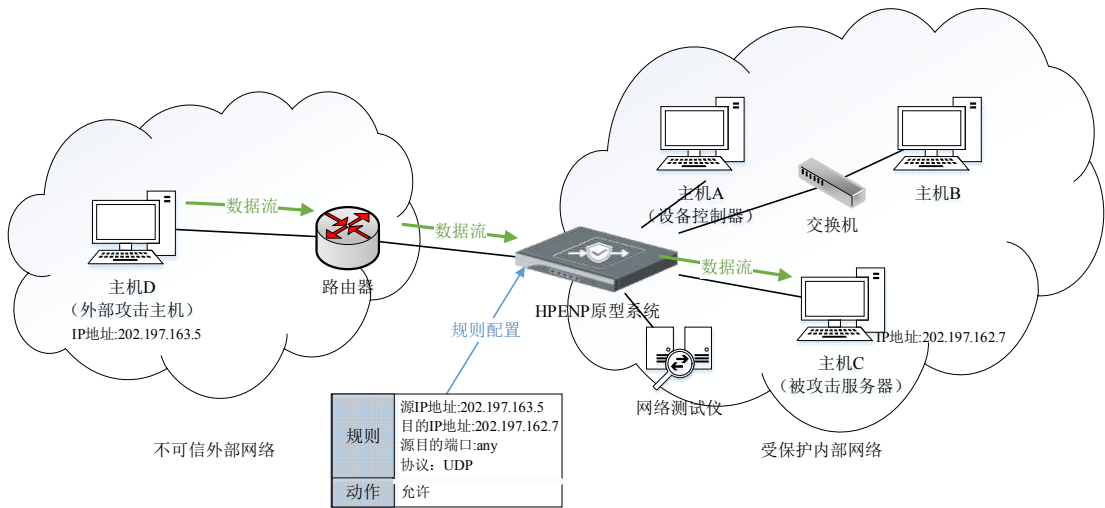 数据流
主机D
（外部攻击主机）
IP地址:202.197.163.5
路由器
数据流
不可信外部网络
规则配置
规则
源IP地址:202.197.163.5
目的IP地址:202.197.162.7
源目的端口:any
协议：UDP
动作
允许
HPENP原型系统
数据流
主机A
（设备控制器）
交换机
主机B
主机C
（被攻击服务器）
IP地址:202.197.162.7
网络测试仪
受保护内部网络